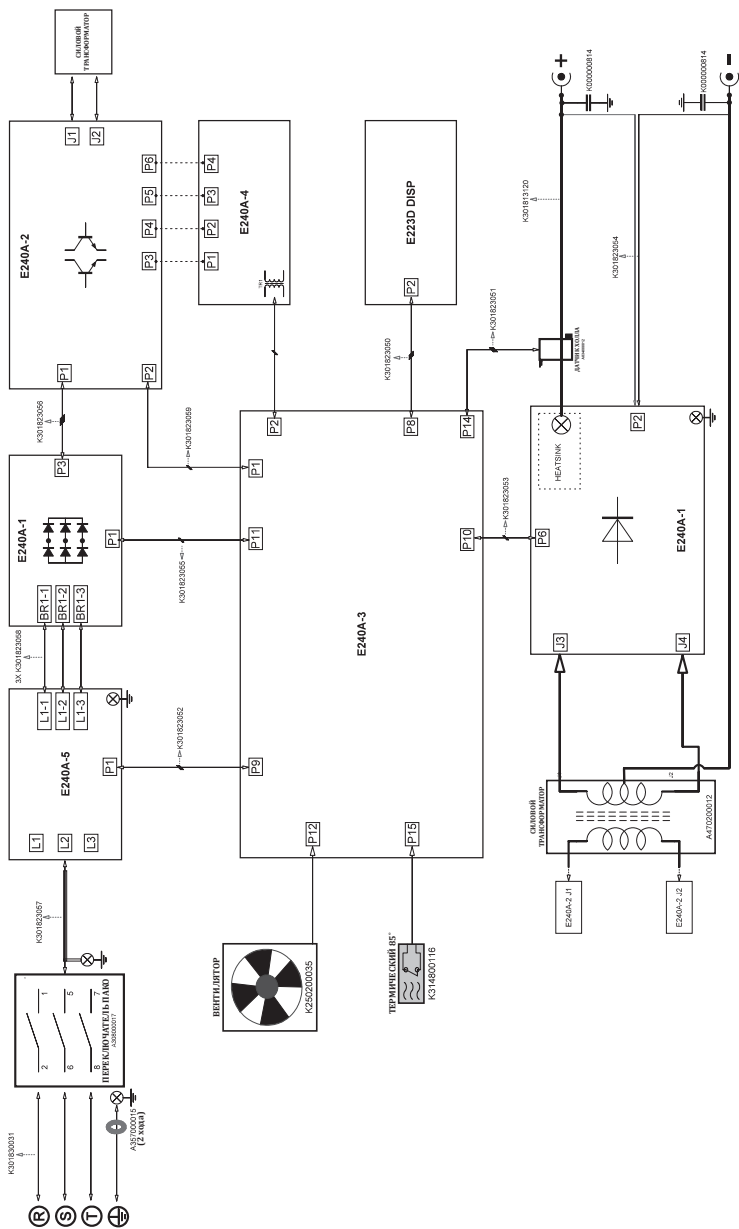 СИЛОВОЙ
ТРАНСФОРМАТОР
J1
J2
E240A-2
P6
P5
P4
P3
P1
P2
P4
P3
P2
P1
E240A-4
TR1
E223D DISP
P2
K301823050
K301823051
K301823056
K301823059
P3
E240A-1
P1
BR1-1
BR1-2
BR1-3
K301823055
3X K301823058
L1-1
L1-2
L1-3
E240A-5
P1
L1
L2
L3
K301823052
K301823057
P2
P8
P14
P1
P11
P10
P9
P12
P15
E240A-3
K301823053
1
5
7
2
6
8
ПЕРЕКЛЮЧАТЕЛЬ ПАКО
A308000017
K301830031
A357000015
(2 хода)
R
S
T
ВЕНТИЛЯТОР
K250200035
ТЕРМИЧЕСКИЙ 85°
K314800116
+
K000000814
-
K000000814
K301813120
K301823054
ДАТЧИК ХОЛЛА
HEATSINK
P2
P6
E240A-1
J3
J4
СИЛОВОЙ
ТРАНСФОРМАТОР
J2
A470200012
E240A-2 J1
E240A-2 J2